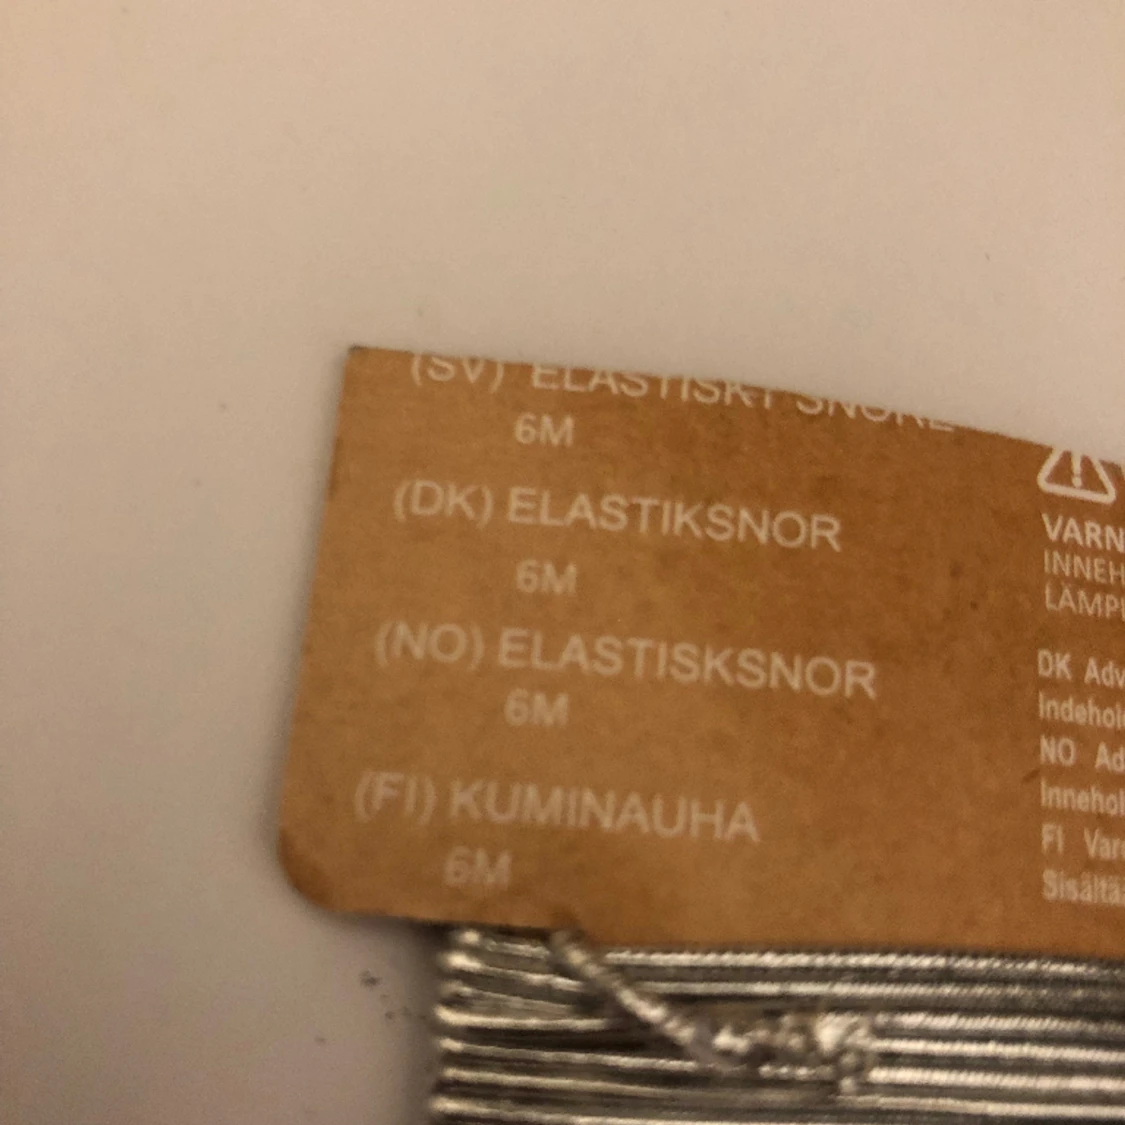 (SV) ELASTISKT SNÖRE
6M
(DK) ELASTIKSNOR
6M
(NO) ELASTISKSNOR
6M
(FI) KUMINAUHA
6M
VARN
INNEH
LÄMPL
DK Adv
Indehol
NO Ad
Innehol
FI Var
Sisältä